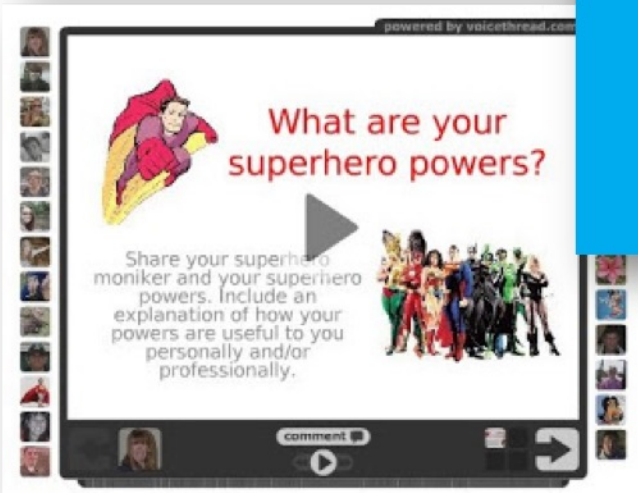 powered by voicethread.com
What are your
superhero powers?
Share your superhero
moniker and your superhero
powers. Include an
explanation of how your
powers are useful to you
personally and/or
professionally.
comment